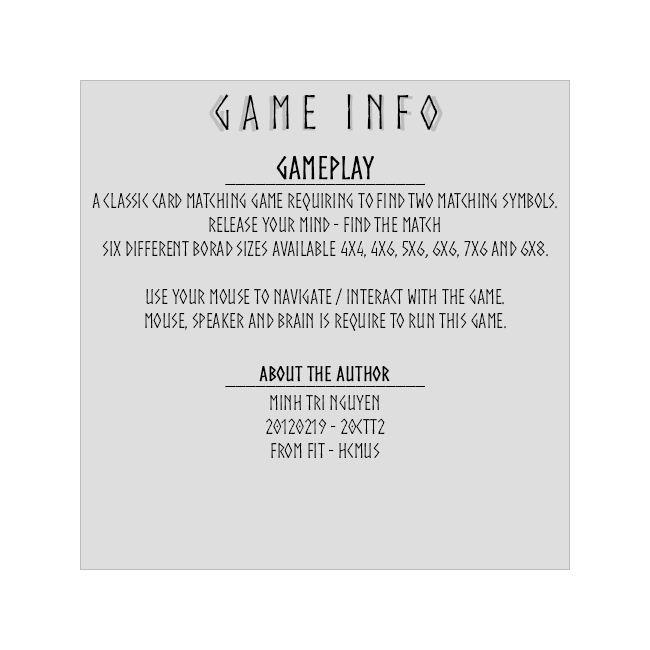 GAME INFO
GAMEPLAY
A CLASSIC CARD MATCHING GAME REQUIRING TO FIND TWO MATCHING SYMBOLS.
RELEASE YOUR MIND - FIND THE MATCH
SIX DIFFERENT BORAD SIZES AVAILABLE 4X4, 4X6, 5X6, 6X6, 7X6 AND 6X8.
USE YOUR MOUSE TO NAVIGATE / INTERACT WITH THE GAME.
MOUSE, SPEAKER AND BRAIN IS REQUIRE TO RUN THIS GAME.
ABOUT THE AUTHOR
MINH TRI NGUYEN
20120219 - 20CTT2
FROM FIT - HCMUS